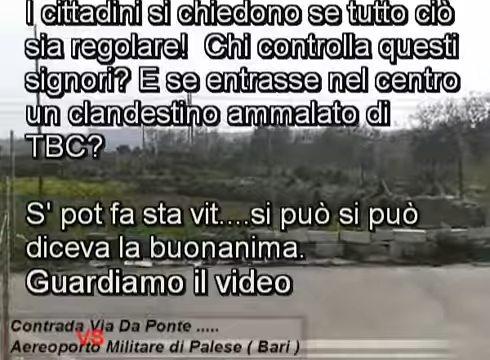 I cittadini si chiedono se tutto ciò
sia regolare!  Chi controlla questi
signori? E se entrasse nel centro
un clandestino ammalato di
TBC?
S' pot fa sta vit....si può si può
diceva la buonanima.
Guardiamo il video
Contrada Via Da Ponte .....
vs
Aereoporto Militare di Palese ( Bari )